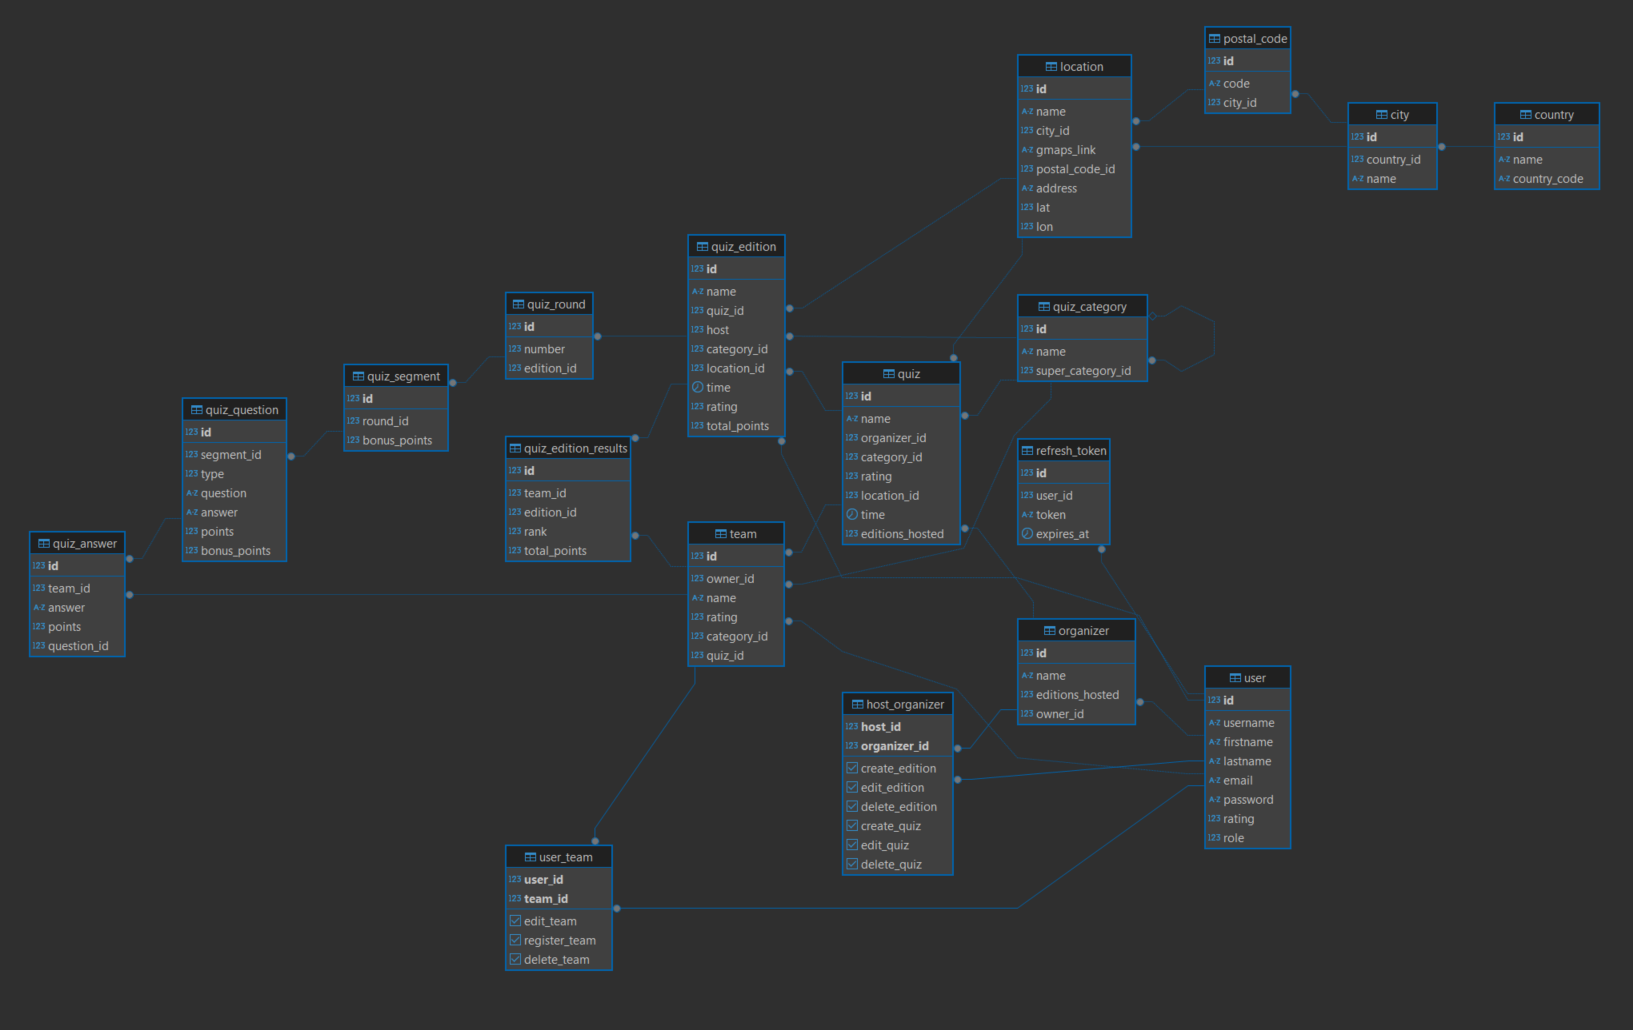 postal_code
123 id
A-Z code
123 city_id
location
123 id
A-Z name
123 city_id
A-Z gmaps_link
123 postal_code_id
A-Z address
123 lat
123 lon
city
123 id
123 country_id
A-Z name
country
123 id
A-Z name
A-Z country_code
quiz_edition
123 id
A-Z name
123 quiz_id
123 host
123 category_id
123 location_id
time
123 rating
123 total_points
quiz_round
123 id
123 number
123 edition_id
quiz_category
123 id
A-Z name
123 super_category_id
quiz_segment
123 id
123 round_id
123 bonus_points
quiz
123 id
A-Z name
123 organizer_id
123 category_id
123 rating
123 location_id
time
123 editions_hosted
quiz_question
123 id
123 segment_id
123 type
A-Z question
A-Z answer
123 points
123 bonus_points
quiz_edition_results
123 id
123 team_id
123 edition_id
123 rank
123 total_points
refresh_token
123 id
123 user_id
A-Z token
expires_at
quiz_answer
123 id
123 team_id
A-Z answer
123 points
123 question_id
team
123 id
123 owner_id
123 name
123 rating
123 category_id
123 quiz_id
organizer
123 id
A-Z name
123 editions_hosted
123 owner_id
user
123 id
A-Z username
A-Z firstname
A-Z lastname
A-Z email
A-Z password
123 rating
123 role
host_organizer
123 host_id
123 organizer_id
create_edition
edit_edition
delete_edition
create_quiz
edit_quiz
delete_quiz
user_team
123 user_id
123 team_id
edit_team
register_team
delete_team